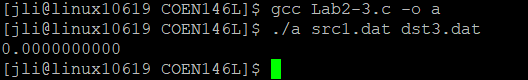 [jli@linux10619 COEN146L]$ gcc Lab2-3.c -o a
[jli@linux10619 COEN146L]$ ./a src1.dat dst3.dat
0.0000000000
[jli@linux10619 COEN146L]$